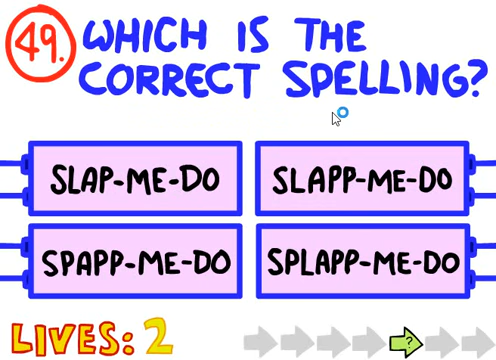 49. WHICH IS THE
CORRECT SPELLING?
SLAP-ME-DO
SLAPP-ME-DO
SPAPP-ME-DO
SPLAPP-ME-DO
LIVES: 2
?